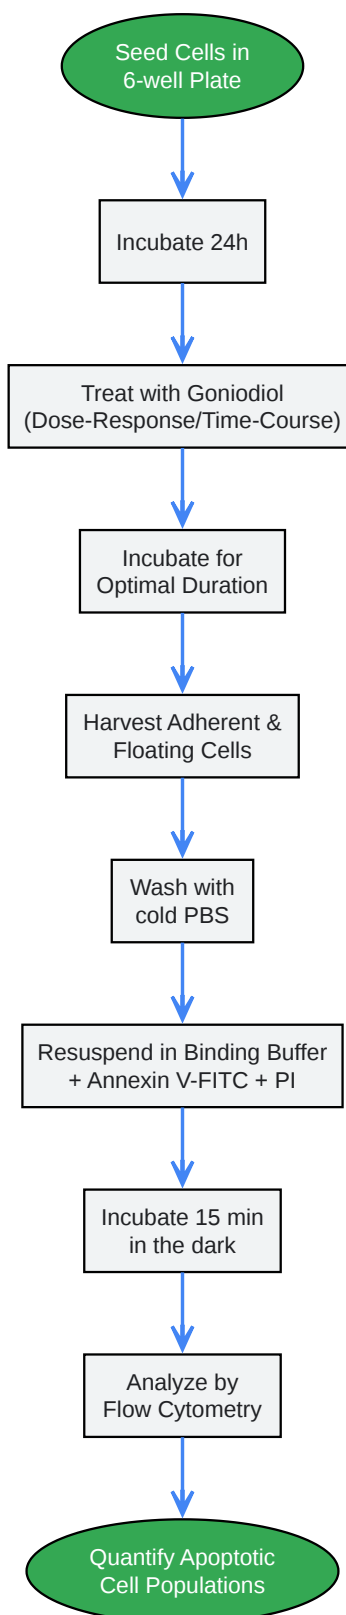 Seed Cells in
6-well Plate
Incubate 24h
Treat with Goniodiol
(Dose-Response/Time-Course)
Incubate for
Optimal Duration
Harvest Adherent &
Floating Cells
Wash with
cold PBS
Resuspend in Binding Buffer
+ Annexin V-FITC + PI
Incubate 15 min
in the dark
Analyze by
Flow Cytometry
Quantify Apoptotic
Cell Populations